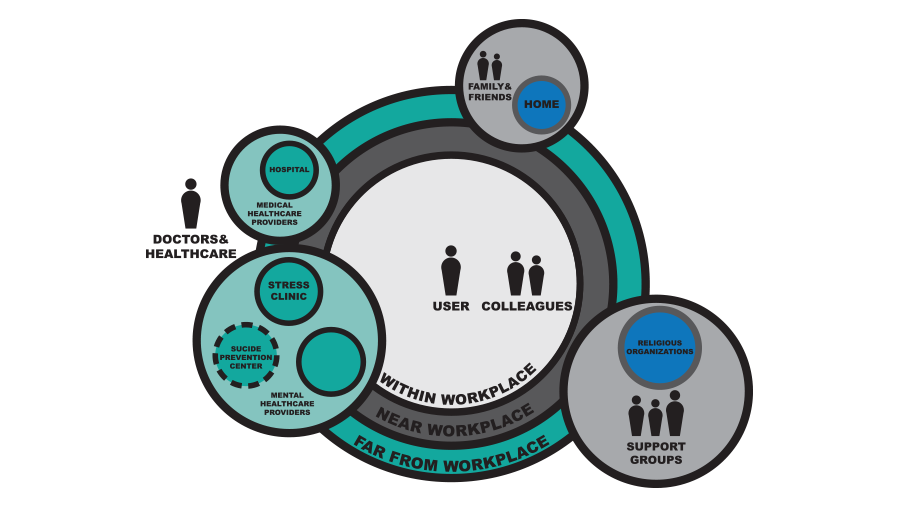 FAMILY&
FRIENDS
HOME
HOSPITAL
MEDICAL
HEALTHCARE
PROVIDERS
DOCTORS&
HEALTHCARE
STRESS
CLINIC
SUCIDE
PREVENTION
CENTER
MENTAL
HEALTHCARE
PROVIDERS
USER
COLLEAGUES
WITHIN WORKPLACE
NEAR WORKPLACE
FAR FROM WORKPLACE
RELIGIOUS
ORGANIZATIONS
SUPPORT
GROUPS